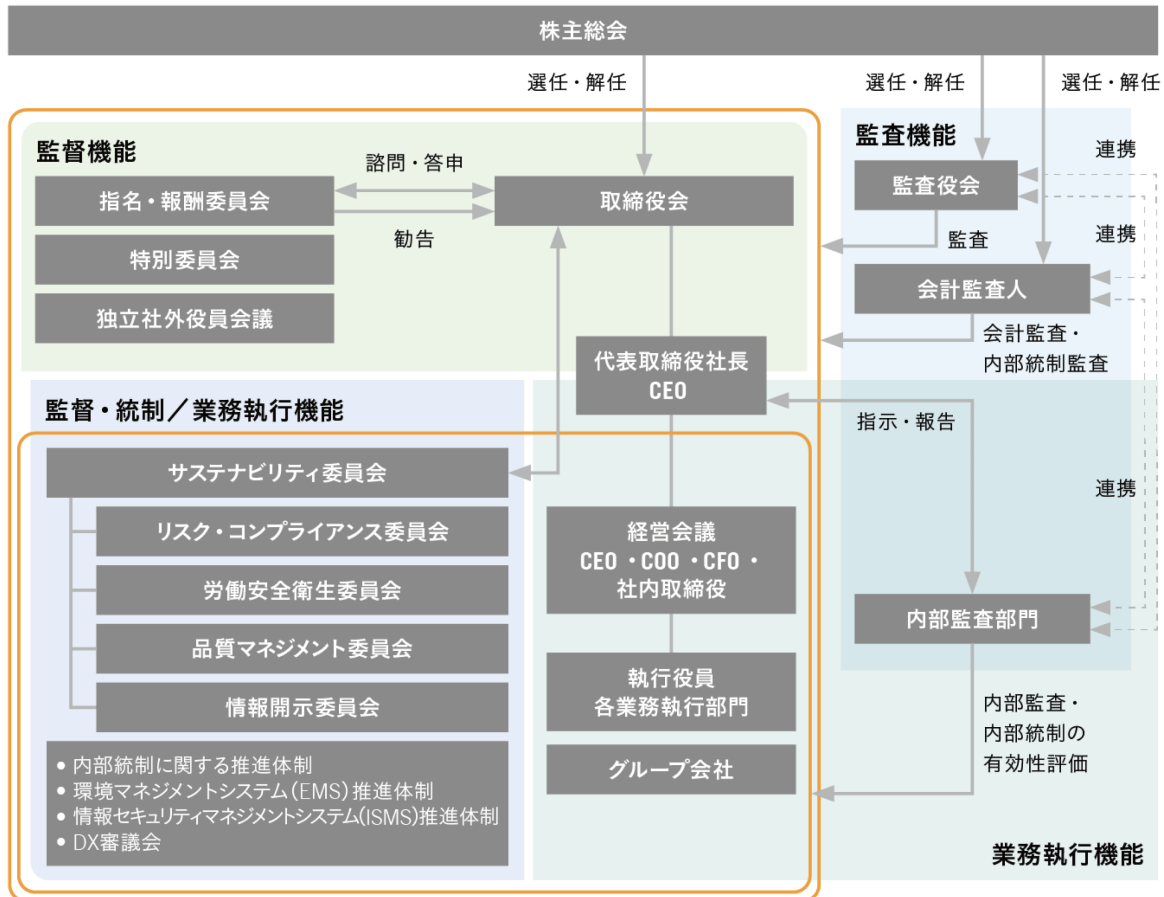 株主総会
選任・解任
選任・解任
選任・解任
監督機能
諮問・答申
指名・報酬委員会
取締役会
勧告
特別委員会
独立社外役員会議
監査機能
連携
監査役会
監査
連携
会計監査人
会計監査・
内部統制監査
代表取締役社長
CEO
指示・報告
監督・統制／業務執行機能
サステナビリティ委員会
リスク・コンプライアンス委員会
労働安全衛生委員会
品質マネジメント委員会
情報開示委員会
• 内部統制に関する推進体制
• 環境マネジメントシステム（EMS）推進体制
• 情報セキュリティマネジメントシステム(ISMS)推進体制
• DX審議会
経営会議
CEO・COO・CFO・
社内取締役
執行役員
各業務執行部門
グループ会社
連携
内部監査部門
内部監査・
内部統制の
有効性評価
業務執行機能